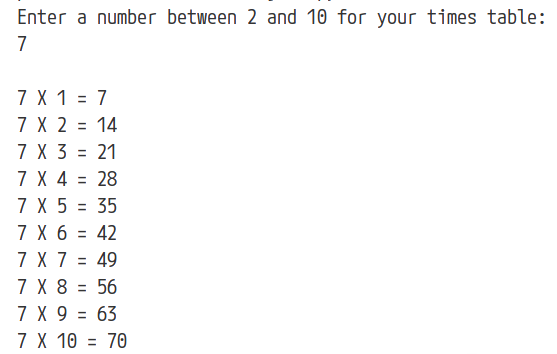 Enter a number between 2 and 10 for your times table:
7
7 X 1 = 7
7 X 2 = 14
7 X 3 = 21
7 X 4 = 28
7 X 5 = 35
7 X 6 = 42
7 X 7 = 49
7 X 8 = 56
7 X 9 = 63
7 X 10 = 70